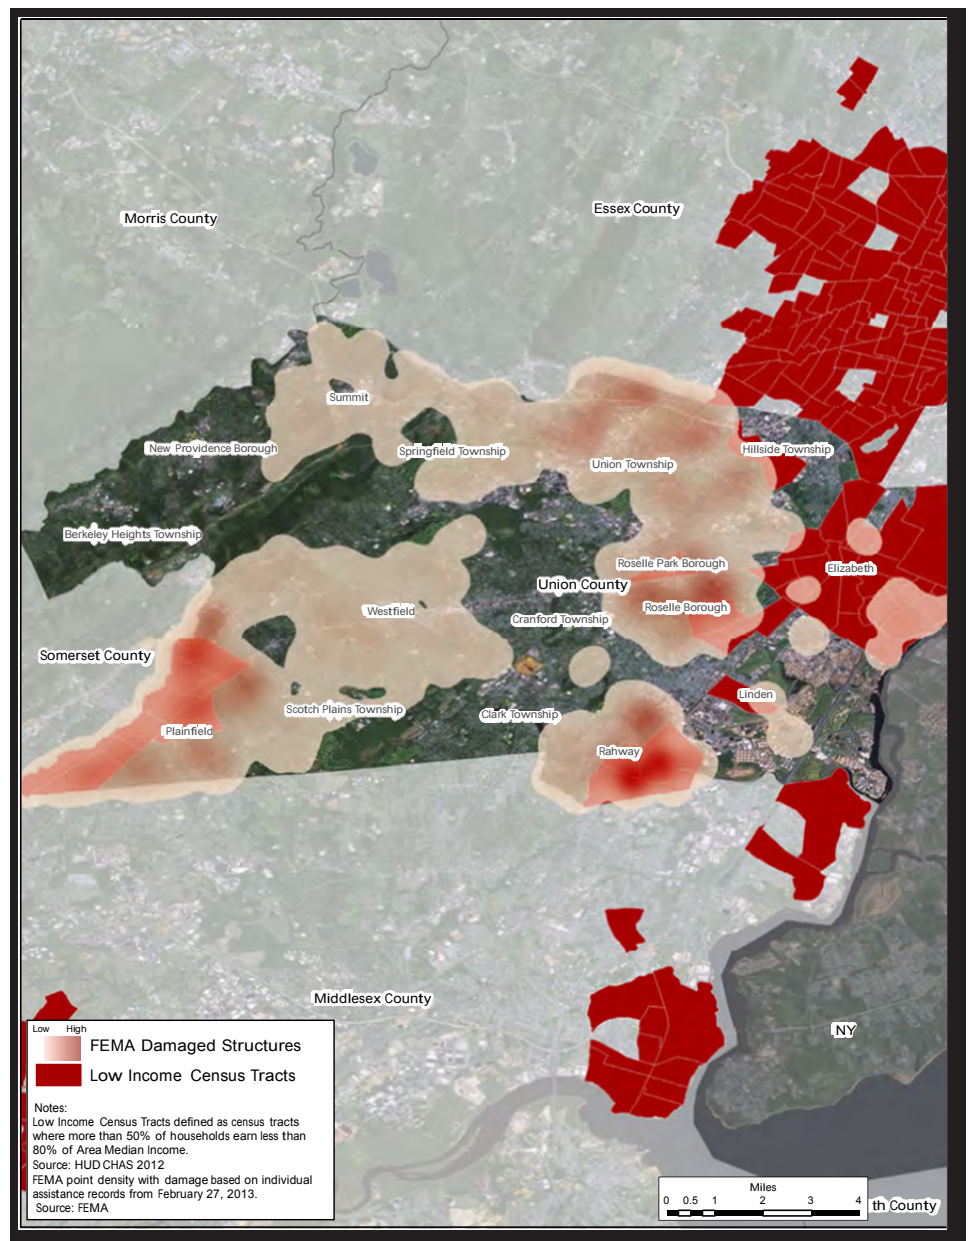 Essex County
Morris County
Summit
New Providence Borough
Springfield Township
Hillside Township
Union Township
Berkeley Heights Township
Roselle Park Borough
Elizabeth
Union County
Roselle Borough
Westfield
Cranford Township
Somerset County
Linden
Scotch Plains Township
Clark Township
Plainfield
Rahway
Middlesex County
NY
Low High
FEMA Damaged Structures
Low Income Census Tracts
Notes:
Low Income Census Tracts defined as census tracts
where more than 50% of households earn less than
80% of Area Median Income.
Source: HUD CHAS 2012
FEMA point density with damage based on individual
assistance records from February 27, 2013.
Source: FEMA
Miles
0 0.5 1 2 3 4
th County